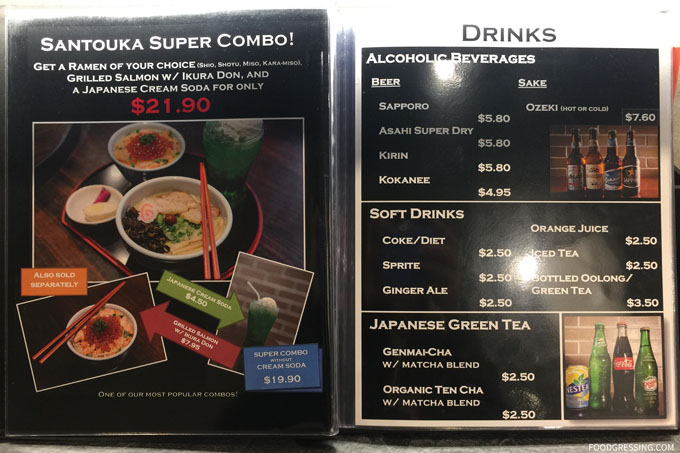 SANTOUKA SUPER COMBO!
GET A RAMEN OF YOUR CHOICE (SHIO, SHOYU, MISO, KARA-MISO),
GRILLED SALMON W/ IKURA DON, AND
A JAPANESE CREAM SODA FOR ONLY
$21.90
ALSO SOLD
SEPARATELY
JAPANESE CREAM SODA
$4.50
GRILLED SALMON
W/ IKURA DON
$7.95
SUPER COMBO
WITHOUT
CREAM SODA
$19.90
ONE OF OUR MOST POPULAR COMBOS!
DRINKS
ALCOHOLIC BEVERAGES
BEER
SAPPORO
$5.80
ASAHI SUPER DRY
$5.80
KIRIN
$5.80
KOKANEE
$4.95
SAKE
OZEKI (HOT OR COLD)
$7.60
SOFT DRINKS
COKE/DIET
$2.50
SPRITE
$2.50
GINGER ALE
$2.50
ORANGE JUICE
$2.50
ICED TEA
$2.50
BOTTLED OOLONG/
GREEN TEA
$3.50
JAPANESE GREEN TEA
GENMAI-CHA
W/ MATCHA BLEND
$2.50
ORGANIC TEN CHA
W/ MATCHA BLEND
$2.50
NESTEA
Coca-Cola
FOODGRESSING.COM